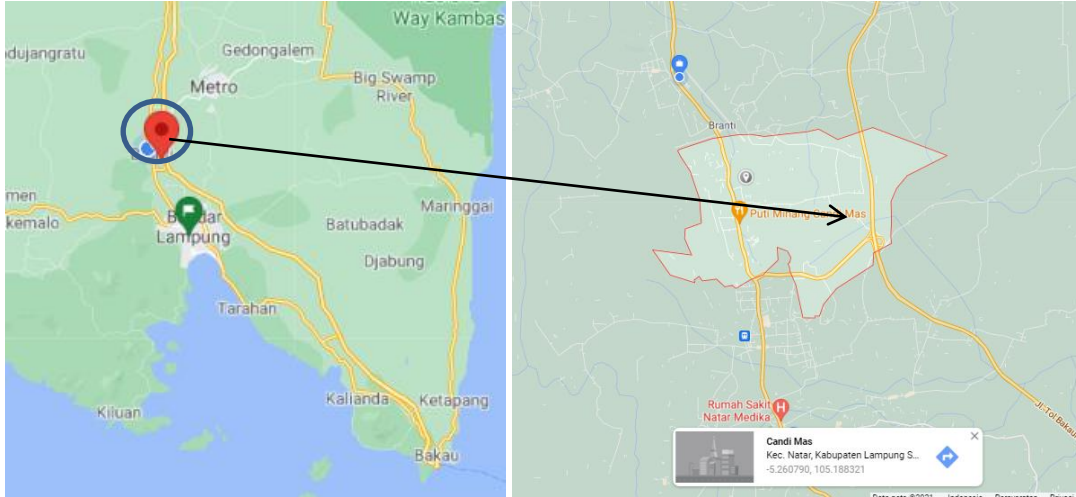 Way Kambas
Gedongalem
Metro
Big Swamp
River
Maringgai
Batubadak
Djabung
Lampung
Tarahan
Kalianda
Ketapang
Kiluan
Bakau
Branti
Puti Minang Candi Mas
Rumah Sakit
Natar Medika
Candi Mas
Kec. Natar, Kabupaten Lampung S...
-5.260790, 105.188321